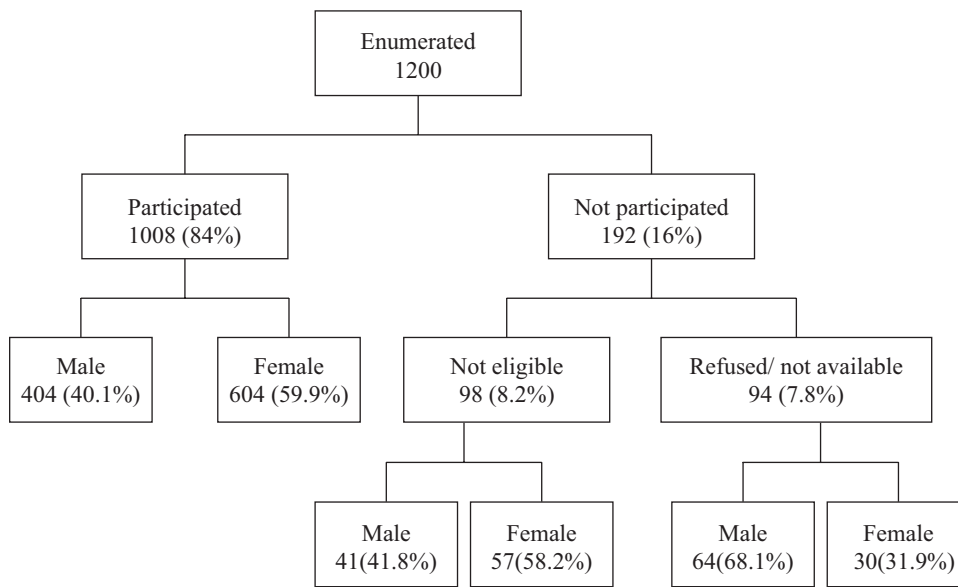 Enumerated
1200
Participated
1008 (84%)
Not participated
192 (16%)
Male
404 (40.1%)
Female
604 (59.9%)
Not eligible
98 (8.2%)
Refused/ not available
94 (7.8%)
Male
41(41.8%)
Female
57(58.2%)
Male
64(68.1%)
Female
30(31.9%)